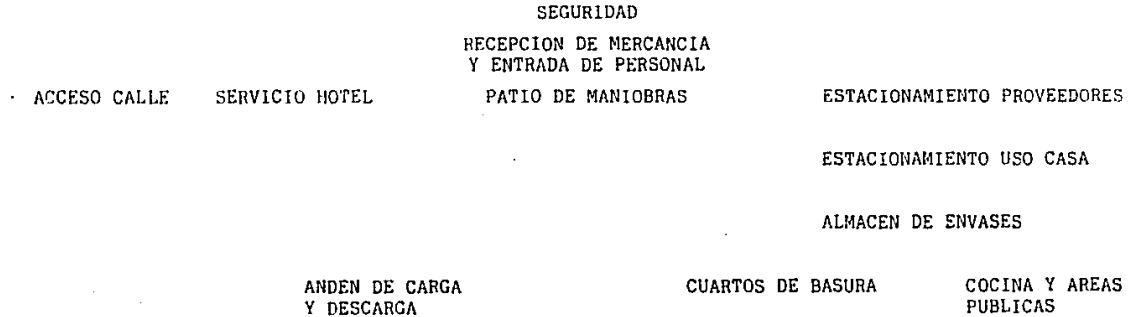 SEGURIDAD
RECEPCION DE MERCANCIA
Y ENTRADA DE PERSONAL
ACCESO CALLE SERVICIO HOTEL PATIO DE MANIOBRAS ESTACIONAMIENTO PROVEEDORES
ESTACIONAMIENTO USO CASA
ALMACEN DE ENVASES
ANDEN DE CARGA CUARTOS DE BASURA COCINA Y AREAS
Y DESCARGA PUBLICAS